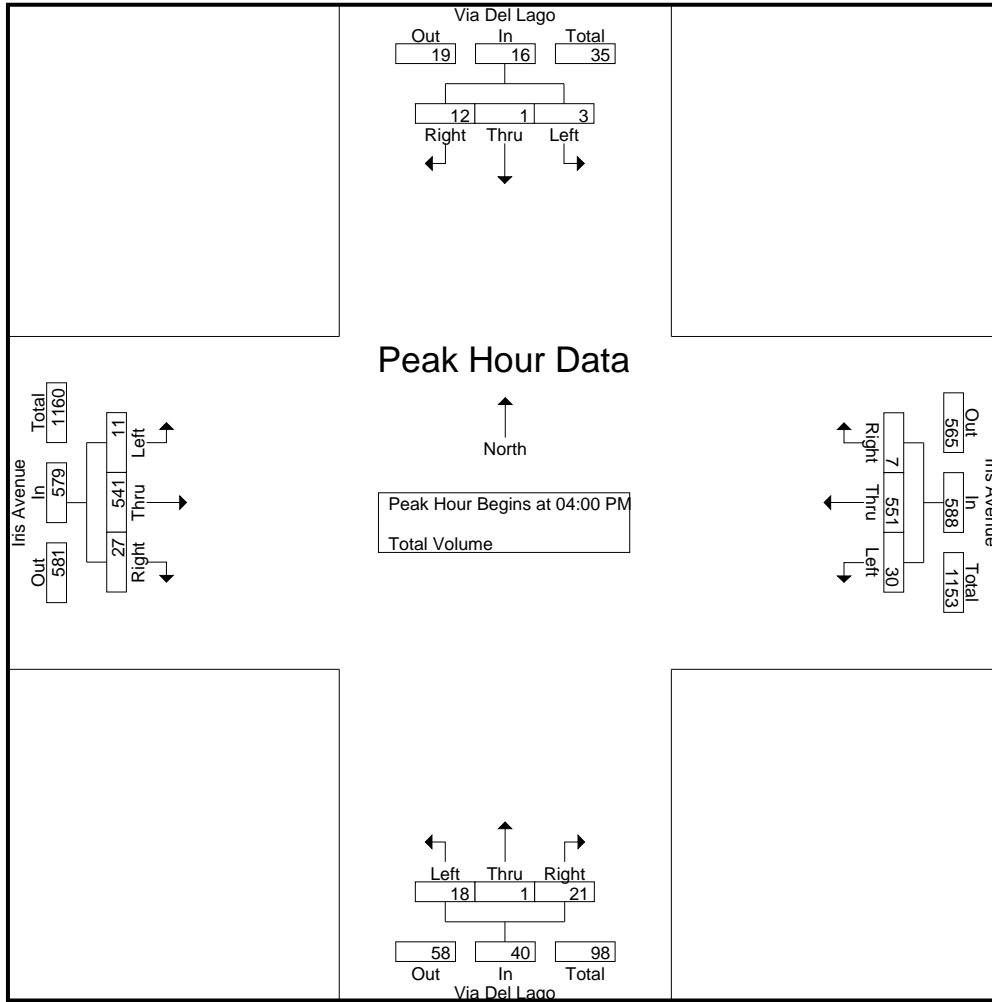 Via Del Lago
Out In Total
19 16 35
12 1 3
Right Thru Left
Peak Hour Data
North
Peak Hour Begins at 04:00 PM
Total Volume
Iris Avenue
Total In Out
1160 579 581
11 541 27
Left Thru Right
Right Thru Left
7 551 30
565 588 1153
Out In Total
Iris Avenue
Left Thru Right
18 1 21
58 40 98
Out In Total
Via Del Lago